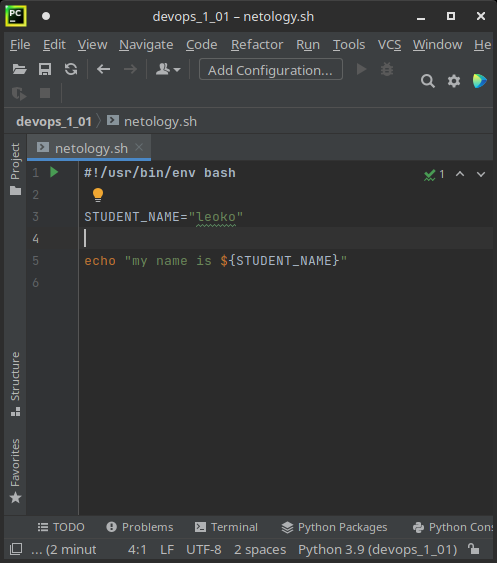 PC
devops_1_01 – netology.sh
File Edit View Navigate Code Refactor Run Tools VCS Window He
Add Configuration...
devops_1_01 netology.sh
Project
netology.sh
1 #!/usr/bin/env bash
1
2
3 STUDENT_NAME="leoko"
4
5 echo "my name is ${STUDENT_NAME}"
6
Structure
Favorites
TODO Problems Terminal Python Packages Python Cons
... (2 minut 4:1 LF UTF-8 2 spaces Python 3.9 (devops_1_01)